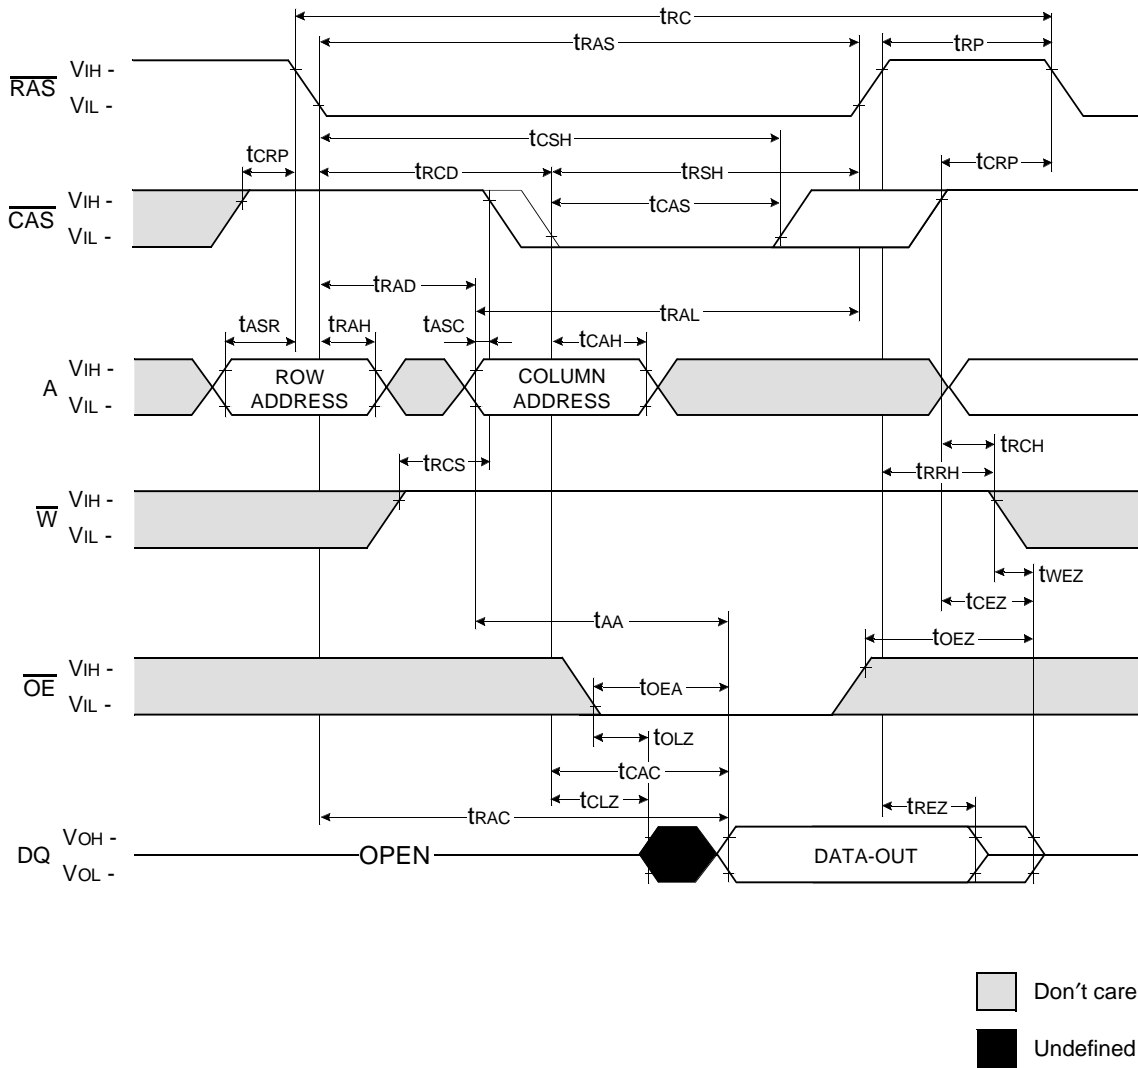 tRC
tRAS
tRP
RAS
VIH -
VIL -
tCSH
tCRP
tRCD
tRSH
tCRP
CAS
VIH -
VIL -
tCAS
tRAD
tRAL
tASR
tRAH
tASC
tCAH
A
VIH -
VIL -
ROW
ADDRESS
COLUMN
ADDRESS
tRCS
tRCH
tRRH
W
VIH -
VIL -
tWEZ
tCEZ
tAA
tOEZ
OE
VIH -
VIL -
tOEA
tOLZ
tCAC
tCLZ
tREZ
tRAC
DQ
VOH -
VOL -
OPEN
DATA-OUT
Don′t care
Undefined